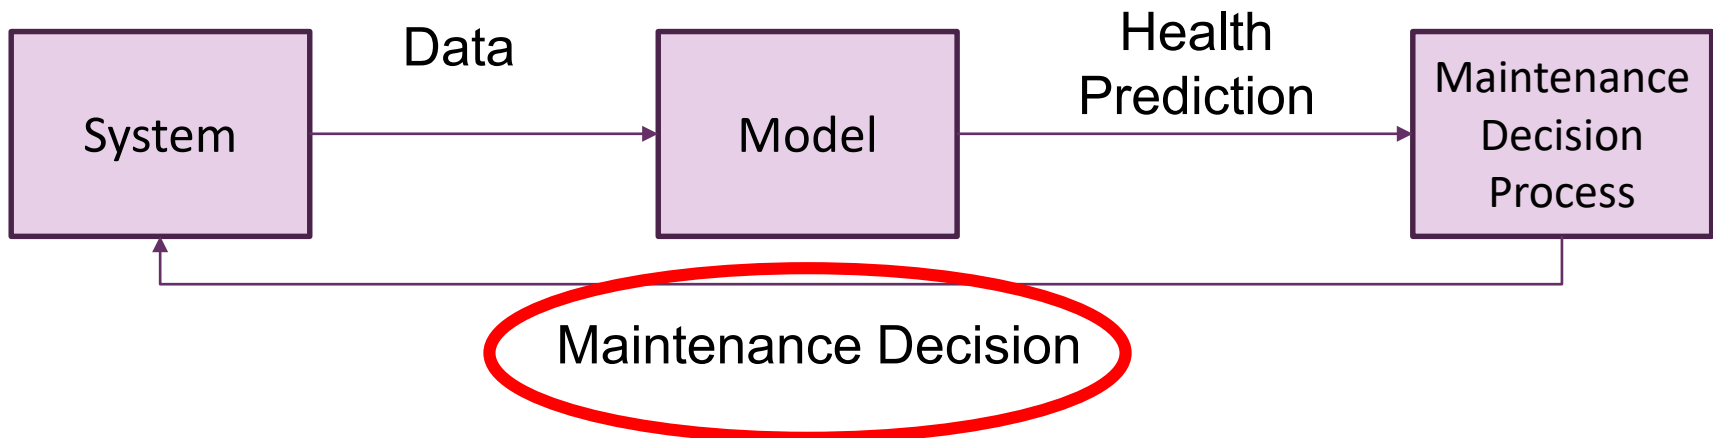 System
Data
Model
Health
Prediction
Maintenance
Decision
Process
Maintenance Decision